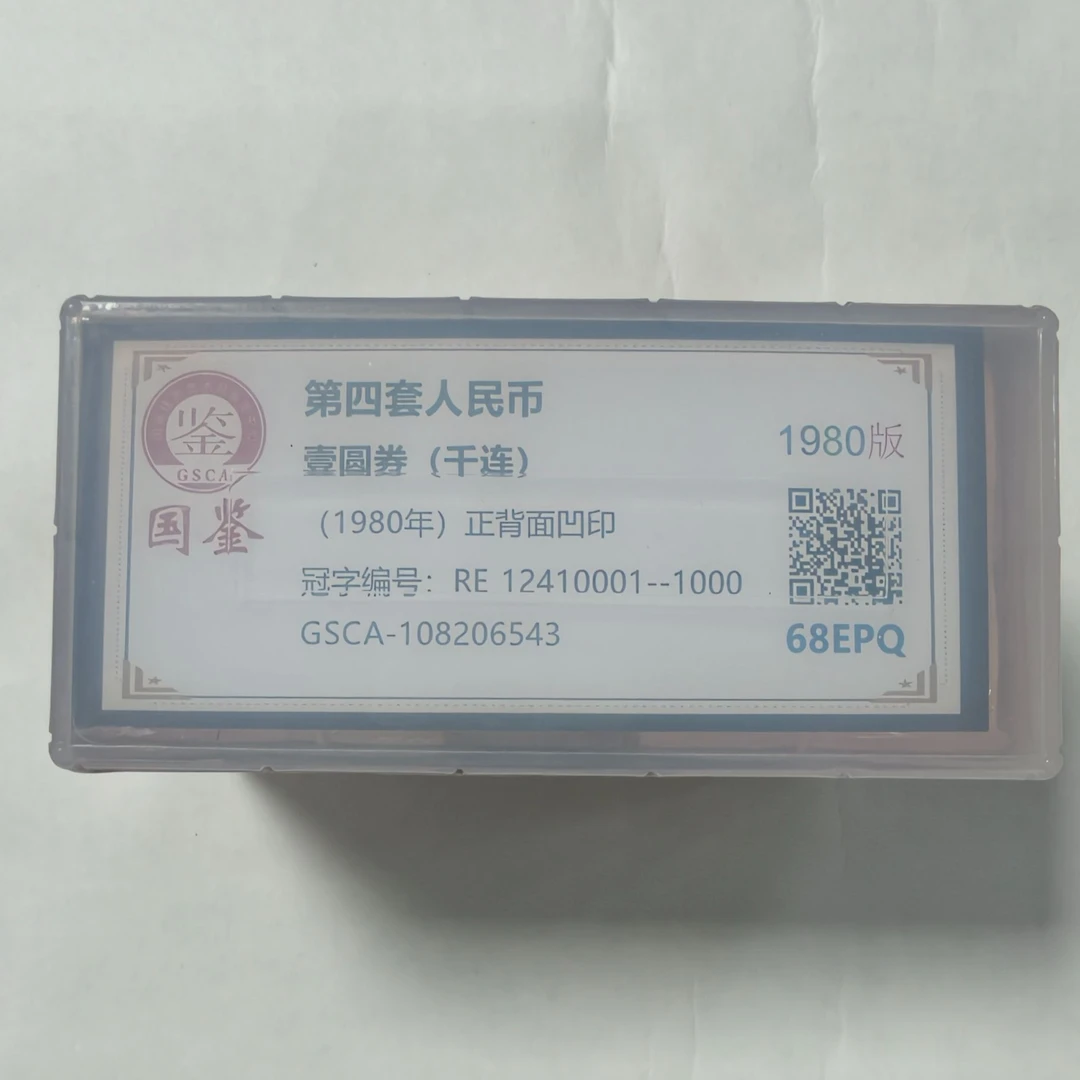 鉴
GSCA
国鉴
第四套人民币
壹圆券（千连）
1980版
（1980年）正背面凹印
冠字编号：RE 12410001--1000
GSCA-108206543
68EPQ